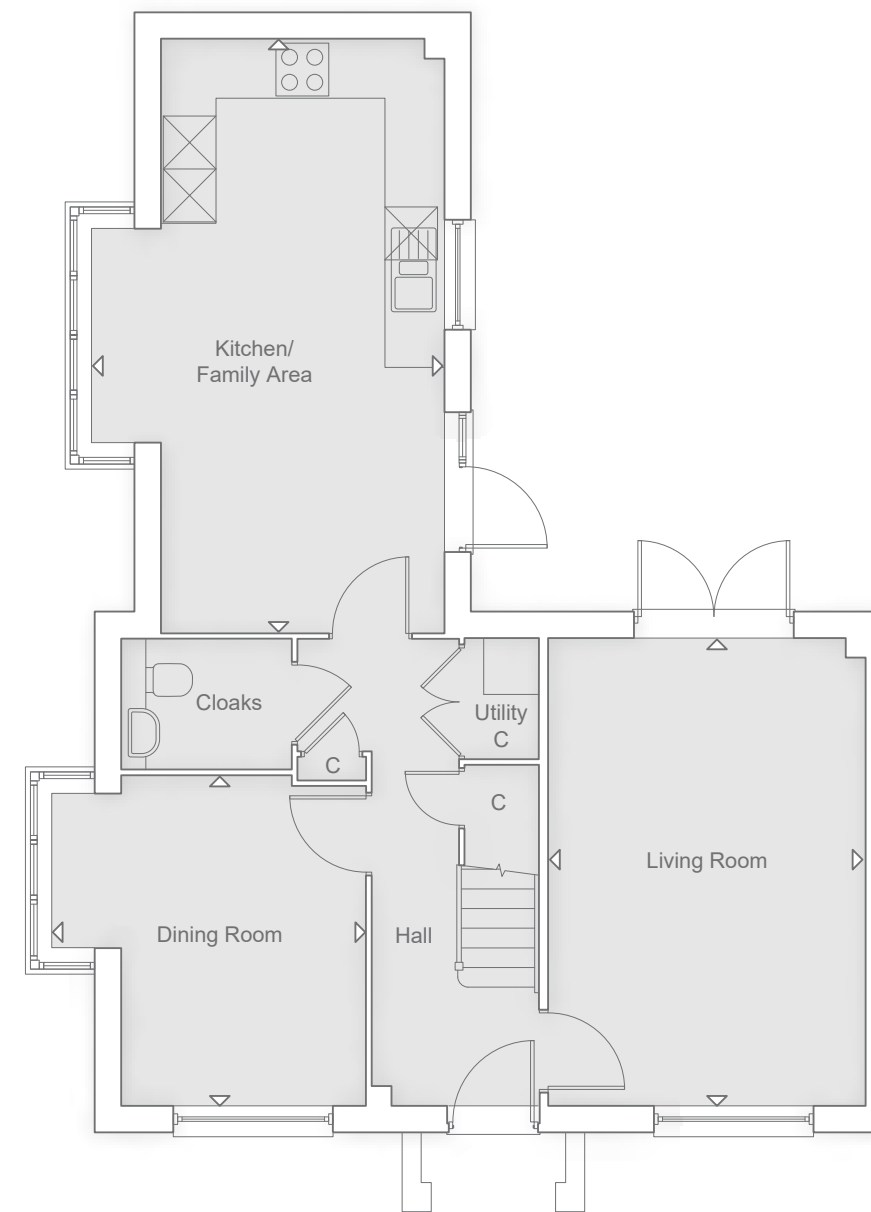 Kitchen/
Family Area
Cloaks
Utility
C
C
C
Living Room
Dining Room
Hall